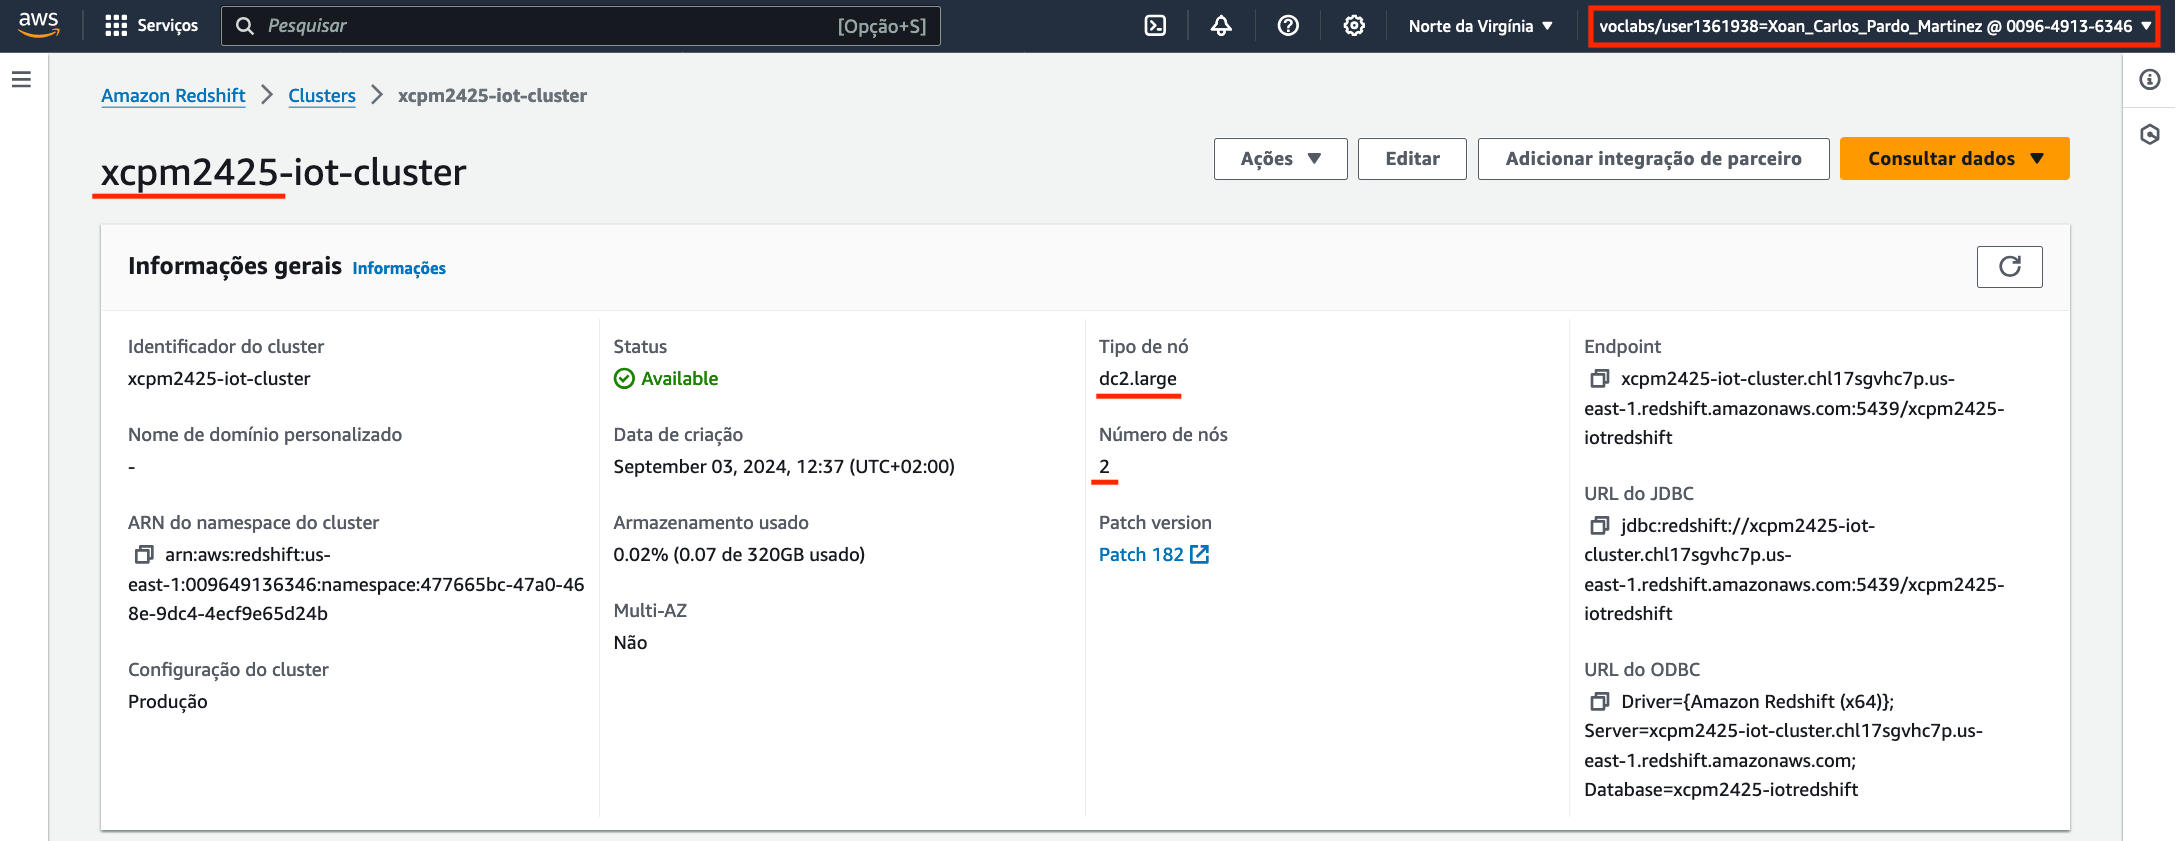 aws
Serviços
Pesquisar
[Opção+S]
Norte da Virgínia
voclabs/user1361938=Xoan_Carlos_Pardo_Martinez @ 0096-4913-6346
Amazon Redshift
Clusters
xcpm2425-iot-cluster
xcpm2425-iot-cluster
Ações
Editar
Adicionar integração de parceiro
Consultar dados
Informações gerais
Informações
Identificador do cluster
xcpm2425-iot-cluster
Nome de domínio personalizado
-
ARN do namespace do cluster
arn:aws:redshift:us-
east-1:009649136346:namespace:477665bc-47a0-46
8e-9dc4-4ecf9e65d24b
Configuração do cluster
Produção
Status
Available
Data de criação
September 03, 2024, 12:37 (UTC+02:00)
Armazenamento usado
0.02% (0.07 de 320GB usado)
Multi-AZ
Não
Tipo de nó
dc2.large
Número de nós
2
Patch version
Patch 182
Endpoint
xcpm2425-iot-cluster.chl17sgvhc7p.us-
east-1.redshift.amazonaws.com:5439/xcpm2425-
iotredshift
URL do JDBC
jdbc:redshift://xcpm2425-iot-
cluster.chl17sgvhc7p.us-
east-1.redshift.amazonaws.com:5439/xcpm2425-
iotredshift
URL do ODBC
Driver={Amazon Redshift (x64)};
Server=xcpm2425-iot-cluster.chl17sgvhc7p.us-
east-1.redshift.amazonaws.com;
Database=xcpm2425-iotredshift